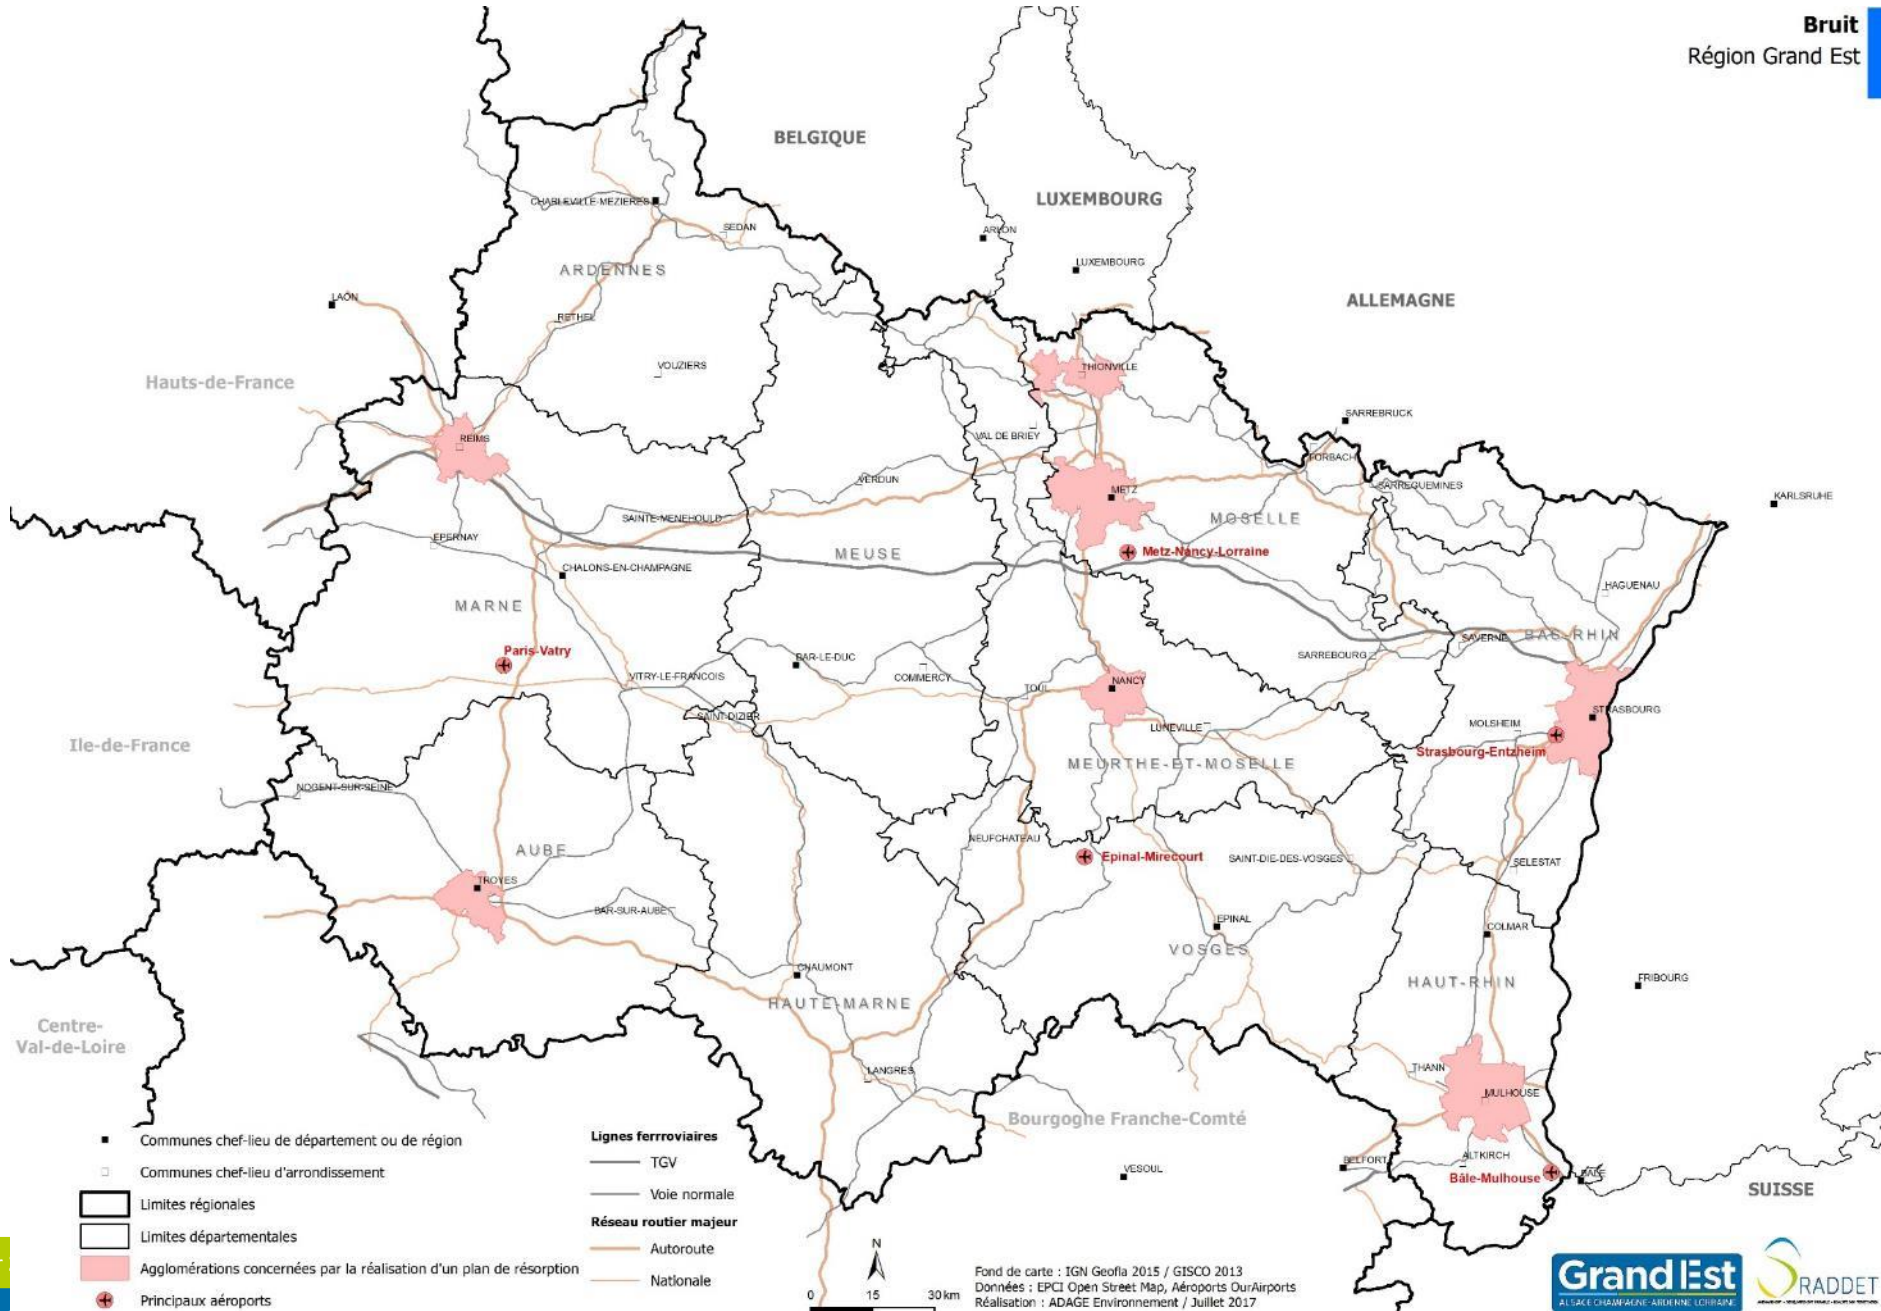 Bruit
Région Grand Est
BELGIQUE
LUXEMBOURG
CHARLEVILLE-MEZIERES
SEDAN
ARLON
LUXEMBOURG
ARDENNES
LAON
ALLEMAGNE
RETHEL
VOUZIERS
THIONVILLE
Hauts-de-France
SARREBRUCK
REIMS
VAL DE BRIEY
FORBACH
VERDUN
METZ
SARREGUEMINES
KARLSRUHE
SAINTE-MENEHOULD
MOSELLE
EPERNAY
MEUSE
Metz-Nancy-Lorraine
CHALONS-EN-CHAMPAGNE
HAGUENAU
MARNE
SAVERNE
BAS-RHIN
Paris-Vatry
BAR-LE-DUC
SARREBOURG
VITRY-LE-FRANCOIS
COMMERCY
TOUL
NANCY
SAINT-DIZIER
LUNEVILLE
MOLSHEIM
STRASBOURG
Ile-de-France
Strasbourg-Entzheim
MEURTHE-ET-MOSELLE
NOGENT-SUR-SEINE
NEUFCHATEAU
AUBE
Epinal-Mirecourt
SAINT-DIE-DES-VOSGES
SELESTAT
TROYES
BAR-SUR-AUBE
EPINAL
COLMAR
VOSGES
CHAUMONT
HAUT-RHIN
FRIBOURG
HAUTE-MARNE
Centre-
Val-de-Loire
LANGRES
THANN
MULHOUSE
Bourgogne Franche-Comté
BELFORT
ALTKIRCH
VESOUL
Bâle-Mulhouse
BALE
SUISSE
Communes chef-lieu de département ou de région
Communes chef-lieu d'arrondissement
Limites régionales
Limites départementales
Agglomérations concernées par la réalisation d'un plan de résorption
Principaux aéroports
Lignes ferrroviaires
TGV
Voie normale
Réseau routier majeur
Autoroute
Nationale
N
0 15 30 km
Fond de carte : IGN Geofla 2015 / GISCO 2013
Données : EPCI Open Street Map, Aéroports OurAirports
Réalisation : ADAGE Environnement / Juillet 2017
Grand Est
ALSACE CHAMPAGNE-ARDENNE LORRAINE
SRADDET